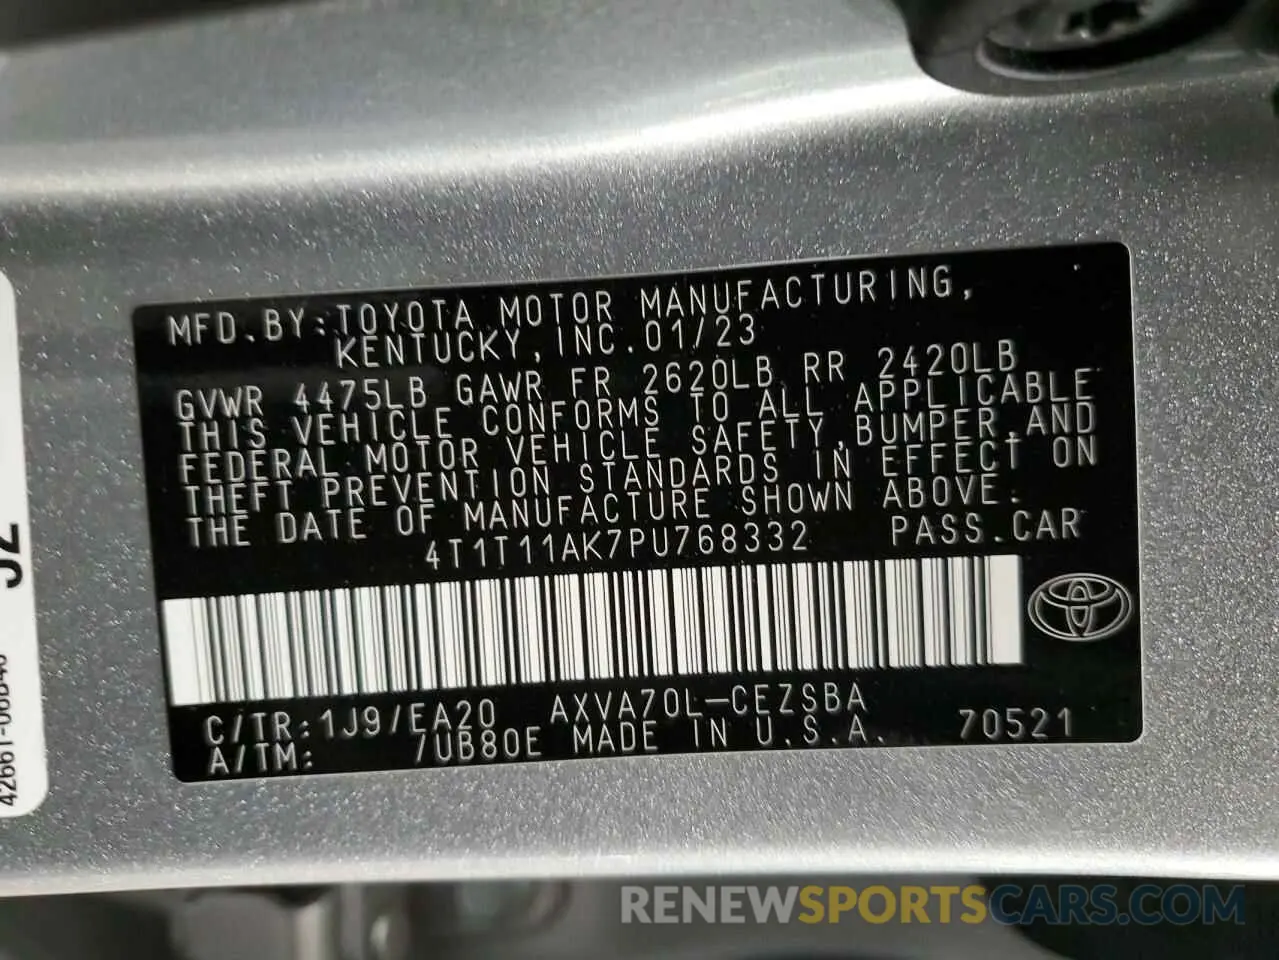 MFD.BY:TOYOTA MOTOR MANUFACTURING,
KENTUCKY,INC.01/23
GVWR 4475LB GAWR FR 2620LB RR 2420LB
THIS VEHICLE CONFORMS TO ALL APPLICABLE
FEDERAL MOTOR VEHICLE SAFETY,BUMPER,AND
THEFT PREVENTION STANDARDS IN EFFECT ON
THE DATE OF MANUFACTURE SHOWN ABOVE.
4T1T11AK7PU768332 PASS.CAR
C/TR:1J9/EA20 AXVA70L-CEZSBA
A/TM: /UB80E MADE IN U.S.A. 70521
RENEWSPORTSCARS.COM